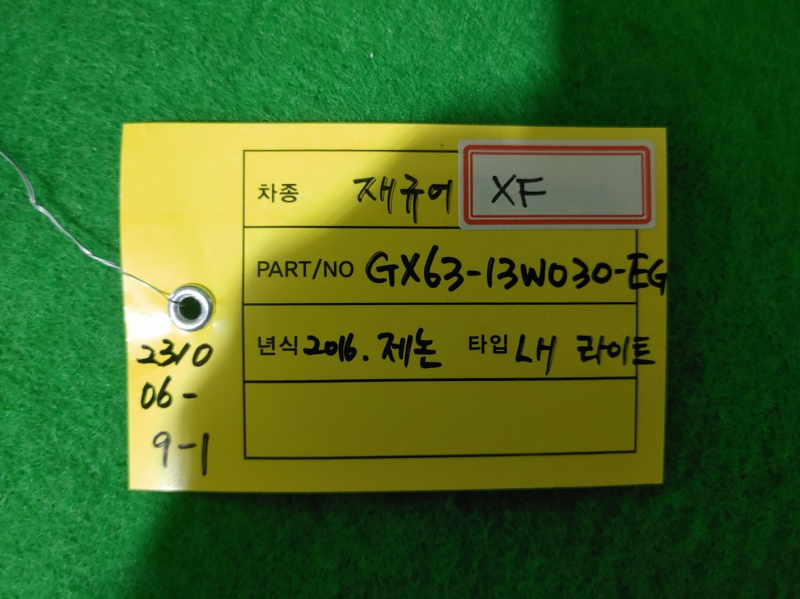 차종 재규어 XF
PART/NO GX63-13W030-EG
년식 2016. 제논 타입 LH 라이트
2310
06-
9-1